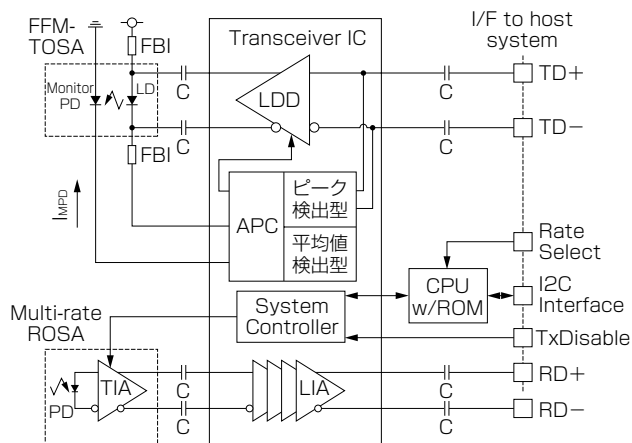 FFM-
TOSA
FBI
Transceiver IC
I/F to host
system
Monitor
PD
LD
C
LDD
C
TD+
C
C
TD−
FBI
IMPD
APC
ピーク
検出型
平均値
検出型
Rate
Select
CPU
w/ROM
I2C
Interface
System
Controller
TxDisable
Multi-rate
ROSA
PD
TIA
C
LIA
C
RD+
C
C
RD−